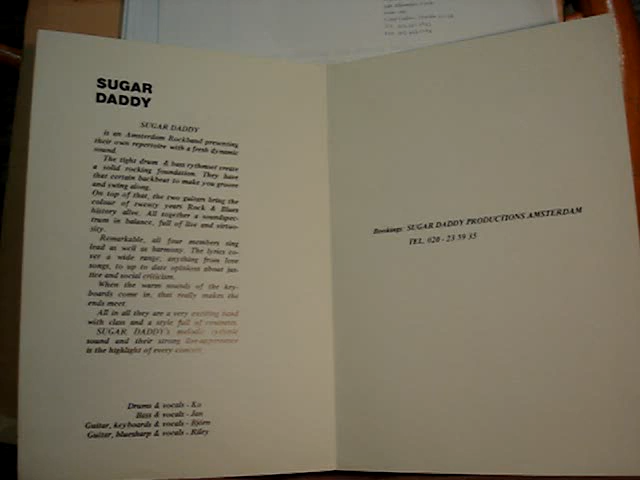 SUGAR
DADDY
SUGAR DADDY
is an Amsterdam Rockband presenting
their own repertoire with a fresh dynamic
sound.
The tight drum & bass rythmset create
a solid rocking foundation. They have
that certain backbeat to make you groove
and swing along.
On top of that, the two guitars bring the
colour of twenty years Rock & Blues
history alive. All together a soundspec-
trum in balance, full of live and virtuo-
sity.
Remarkable, all four members sing
lead as well as harmony. The lyrics co-
ver a wide range, anything from love
songs, to up to date opinions about jus-
tice and social criticism.
When the warm sounds of the key-
boards come in, that really makes the
ends meet.
All in all they are a very exciting band
with class and a style full of
SUGAR DADDY's melodic
sound and their strong live-appearance
is the highlight of every concert.
Drums & vocals - Ko
Bass & vocals - Jan
Guitar, keyboards & vocals - Björn
Guitar, bluesharp & vocals - Riley
Bookings: SUGAR DADDY PRODUCTIONS AMSTERDAM
TEL. 020 - 23 59 35